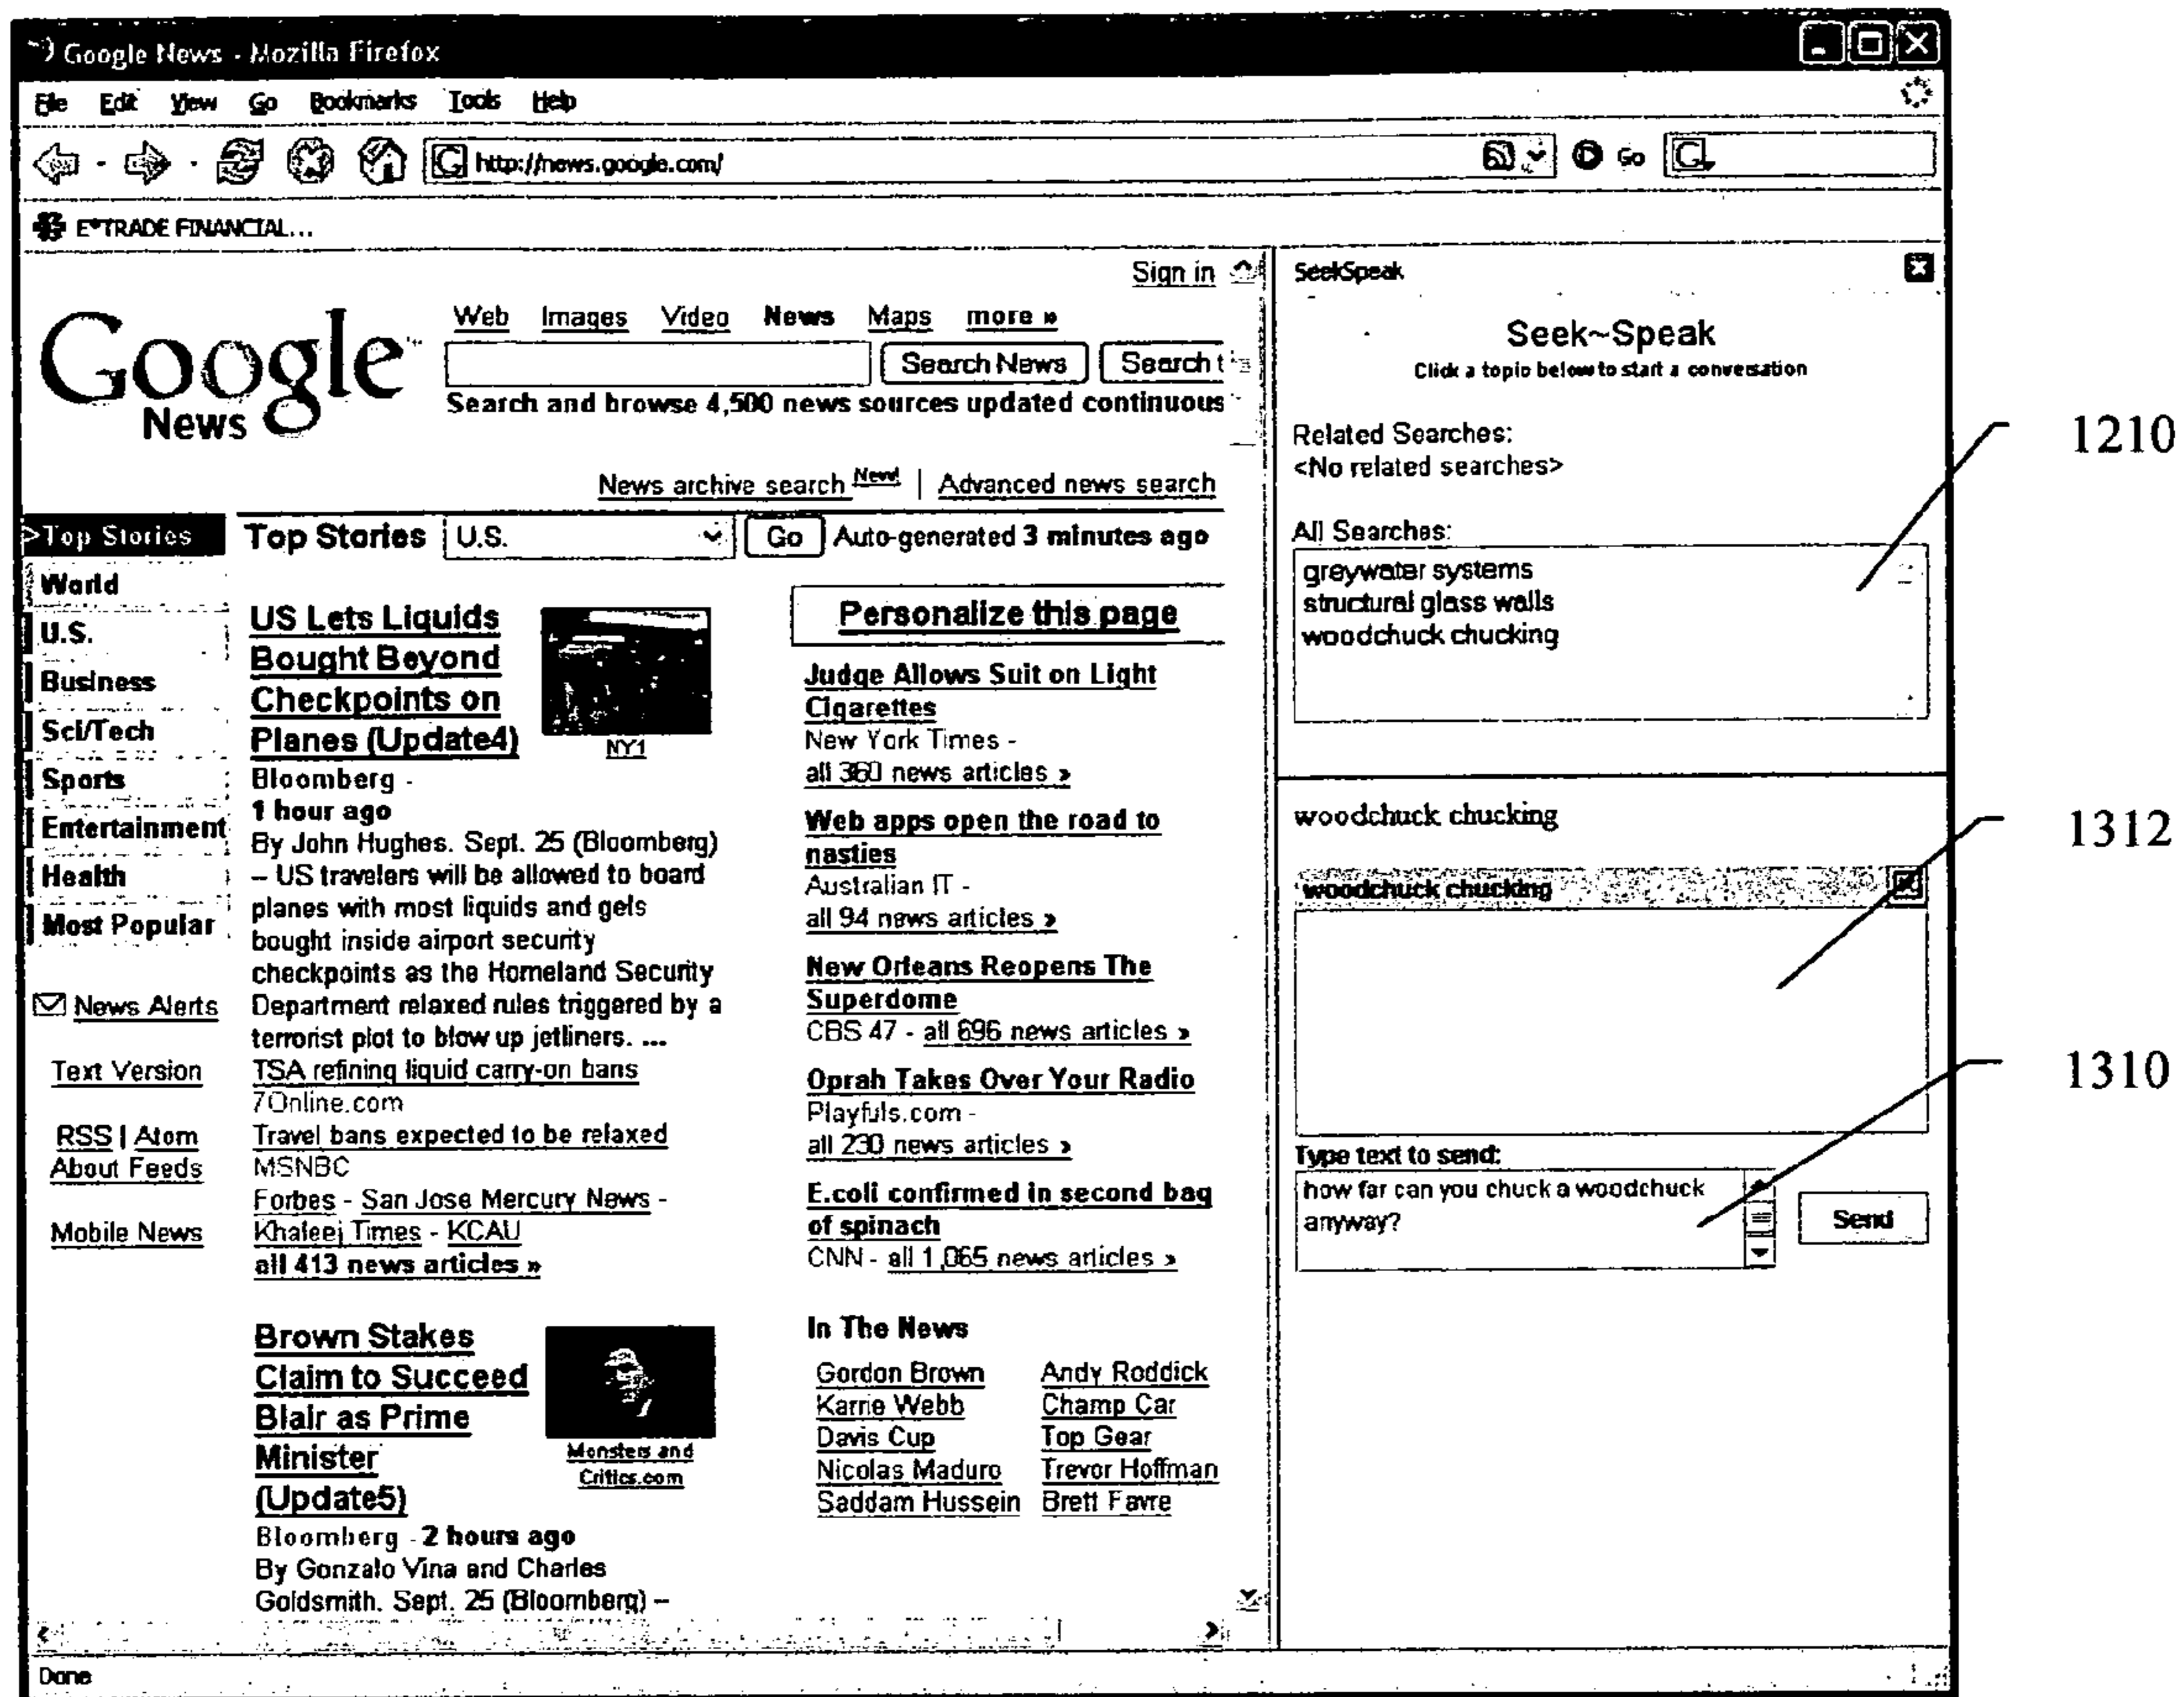 Google News - Mozilla Firefox
File Edit View Go Bookmarks Tools Help
G http://news.google.com/ Go G
E*TRADE FINANCIAL...
Sign in
Google
News
Web Images Video News Maps more »
Search News Search t
Search and browse 4,500 news sources updated continuous
News archive search New! | Advanced news search
>Top Stories
World
U.S.
Business
Sci/Tech
Sports
Entertainment
Health
Most Popular
News Alerts
Text Version
RSS | Atom
About Feeds
Mobile News
Top Stories U.S. Go Auto-generated 3 minutes ago
US Lets Liquids
Bought Beyond
Checkpoints on
Planes (Update4)
NY1
Bloomberg -
1 hour ago
By John Hughes. Sept. 25 (Bloomberg)
– US travelers will be allowed to board
planes with most liquids and gels
bought inside airport security
checkpoints as the Homeland Security
Department relaxed rules triggered by a
terrorist plot to blow up jetliners. ...
TSA refining liquid carry-on bans
7Online.com
Travel bans expected to be relaxed
MSNBC
Forbes - San Jose Mercury News -
Khaleej Times - KCAU
all 413 news articles »
Brown Stakes
Claim to Succeed
Blair as Prime
Minister
(Update5)
Monsters and
Critics.com
Bloomberg - 2 hours ago
By Gonzalo Vina and Charles
Goldsmith. Sept. 25 (Bloomberg) –
Personalize this page
Judge Allows Suit on Light
Cigarettes
New York Times -
all 360 news articles »
Web apps open the road to
nasties
Australian IT -
all 94 news articles »
New Orleans Reopens The
Superdome
CBS 47 - all 696 news articles »
Oprah Takes Over Your Radio
Playfuls.com -
all 230 news articles »
E.coli confirmed in second bag
of spinach
CNN - all 1,065 news articles »
In The News
Gordon Brown Andy Roddick
Karrie Webb Champ Car
Davis Cup Top Gear
Nicolas Maduro Trevor Hoffman
Saddam Hussein Brett Favre
SeekSpeak
Seek~Speak
Click a topic below to start a conversation
Related Searches:
<No related searches>
All Searches:
greywater systems
structural glass walls
woodchuck chucking
woodchuck chucking
woodchuck chucking
Type text to send:
how far can you chuck a woodchuck
anyway?
Send
Done
1210
1312
1310